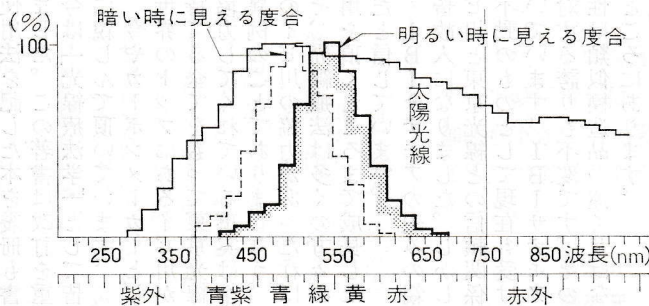 (%)
暗い時に見える度合
明るい時に見える度合
100
太陽光線
250 350 450 550 650 750 850 波長(nm)
紫外 青紫 青 緑 黄 赤 赤外